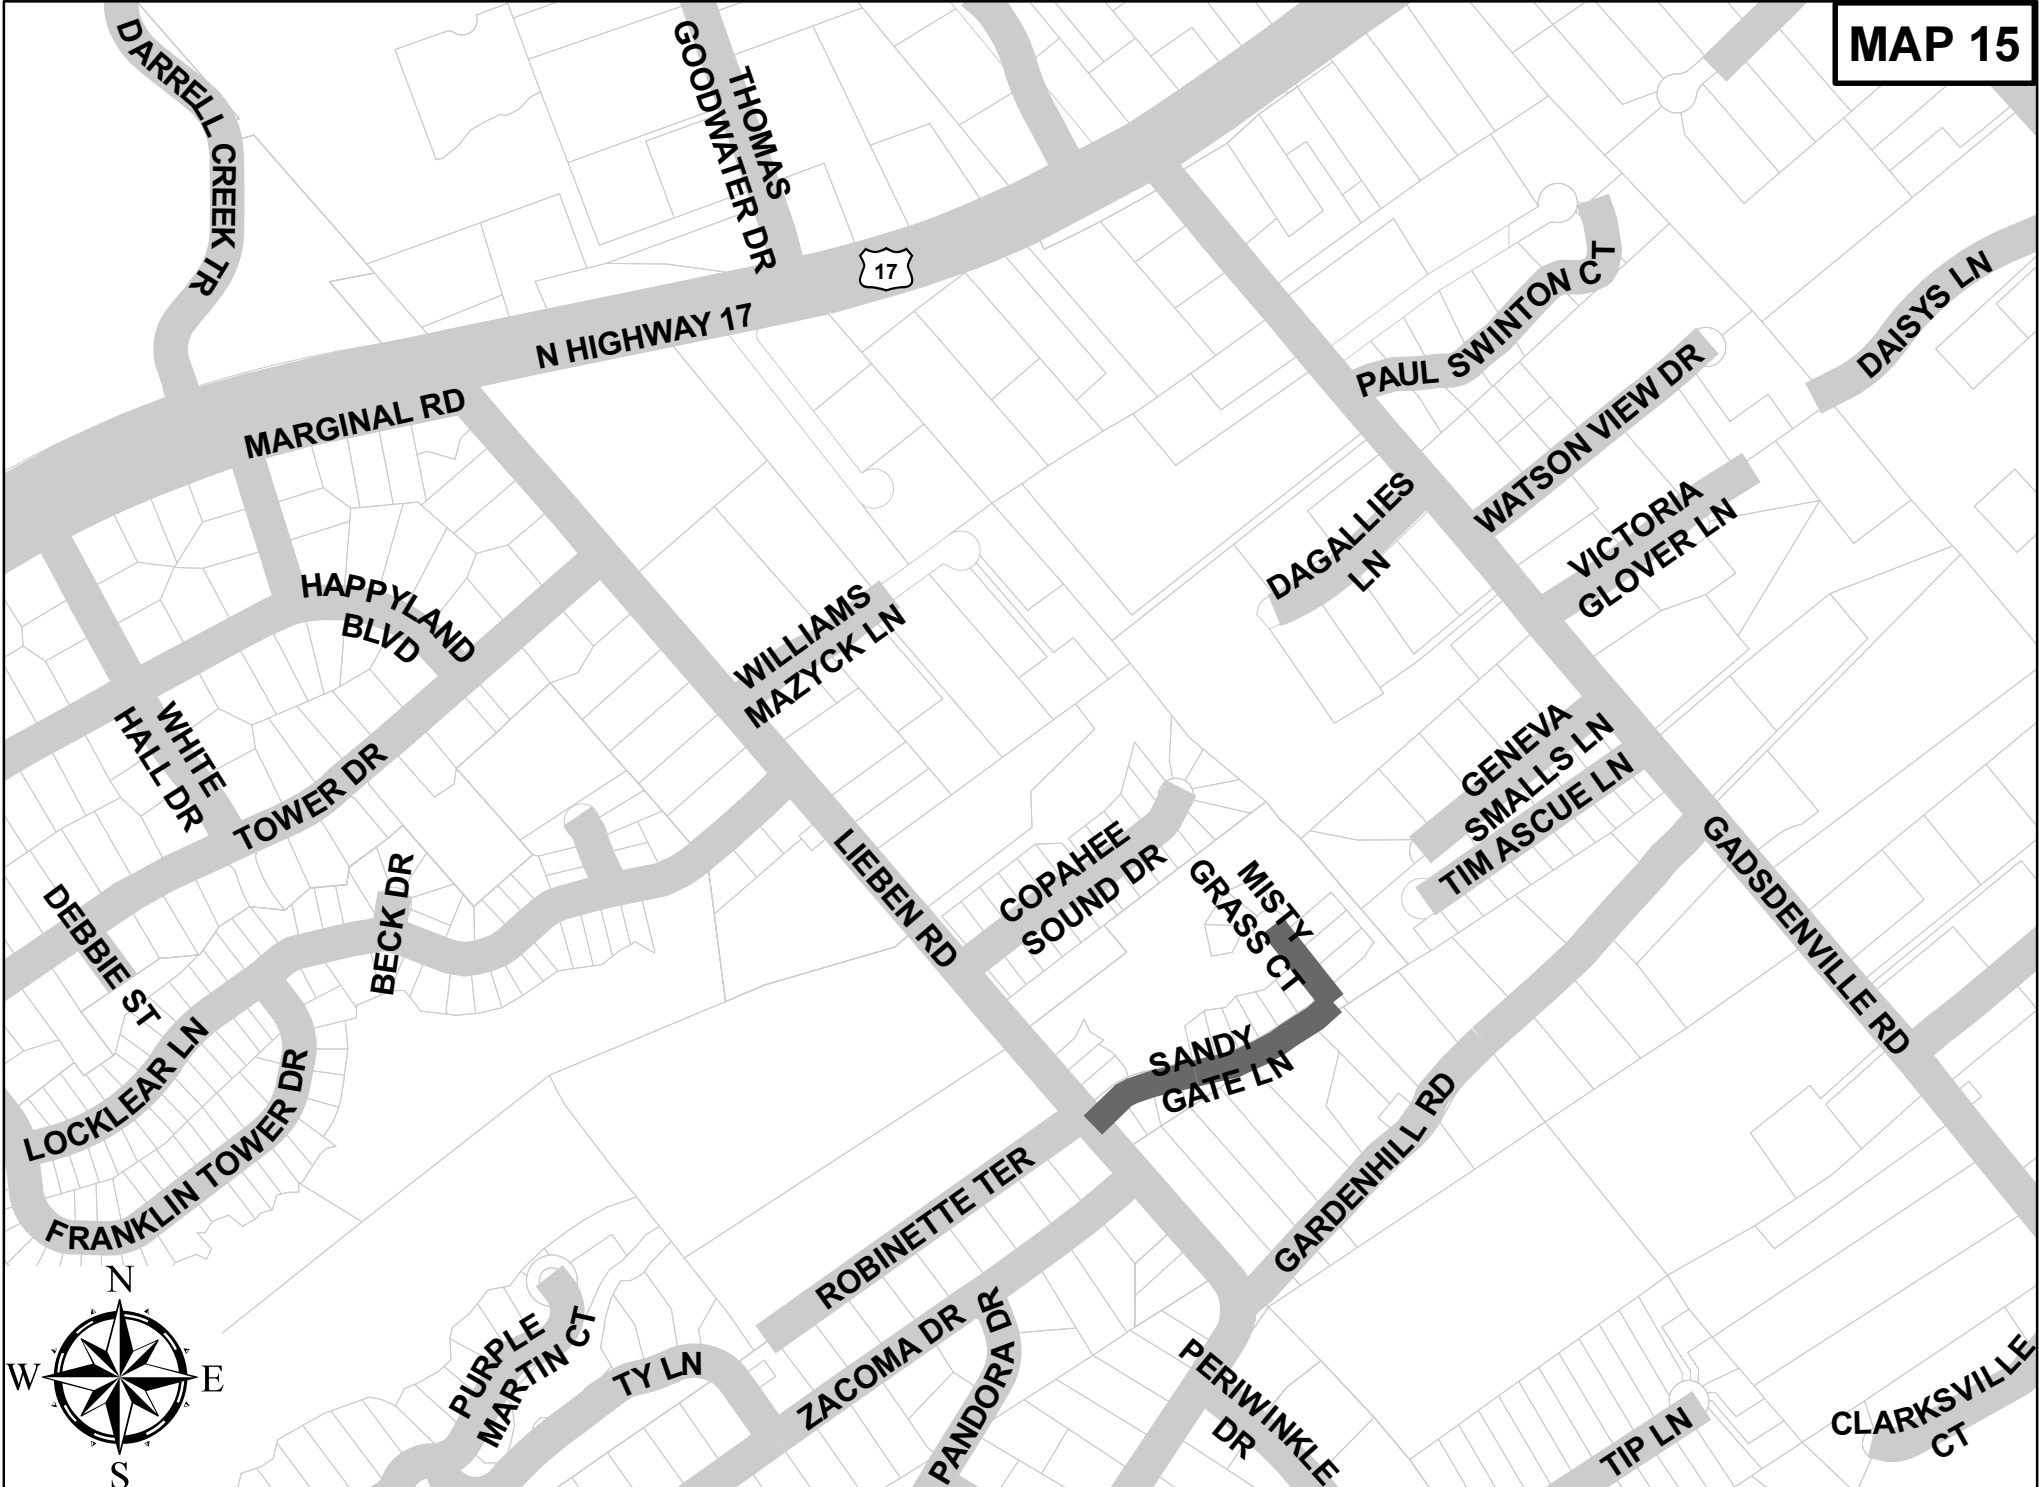 MAP 15
DARRELL CREEK TR
THOMAS
GOODWATER DR
17
N HIGHWAY 17
MARGINAL RD
PAUL SWINTON CT
DAISYS LN
WATSON VIEW DR
VICTORIA
GLOVER LN
DAGALLIES
LN
HAPPYLAND
BLVD
WILLIAMS
MAZYCK LN
WHITE
HALL DR
TOWER DR
GENEVA
SMALLS LN
TIM ASCUE LN
GADSDENVILLE RD
LIEBEN RD
COPAHEE
SOUND DR
MISTY
GRASS CT
BECK DR
DEBBIE ST
LOCKLEAR LN
FRANKLIN TOWER DR
SANDY
GATE LN
GARDENHILL RD
ROBINETTE TER
ZACOMA DR
PANDORA DR
PURPLE
MARTIN CT
TY LN
PERIWINKLE
DR
TIP LN
CLARKSVILLE
CT
N
W
E
S